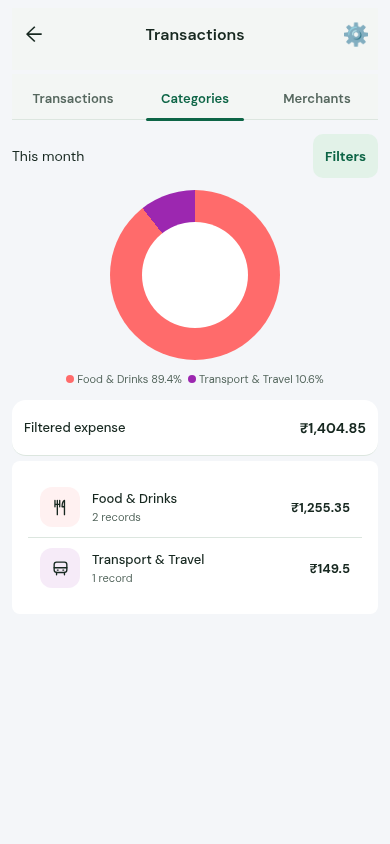 Transactions
Transactions Categories Merchants
This month Filters
Food & Drinks 89.4% Transport & Travel 10.6%
Filtered expense ₹1,404.85
Food & Drinks
2 records
₹1,255.35
Transport & Travel
1 record
₹149.5